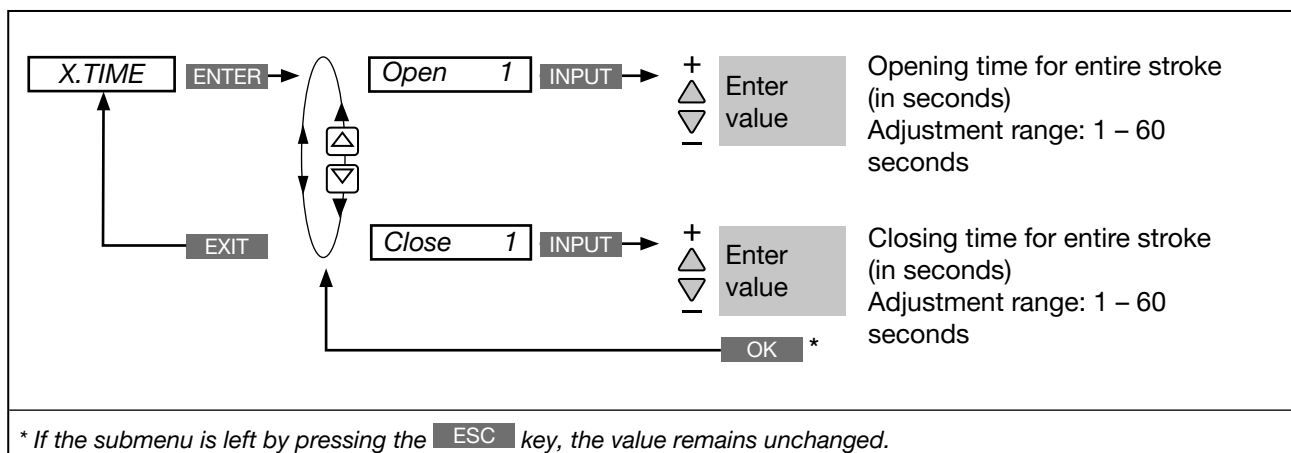 X.TIME ENTER Open 1 INPUT + Enter value − Opening time for entire stroke
(in seconds)
Adjustment range: 1 – 60
seconds
EXIT Close 1 INPUT + Enter value − Closing time for entire stroke
(in seconds)
Adjustment range: 1 – 60
seconds
OK *
* If the submenu is left by pressing the ESC key, the value remains unchanged.